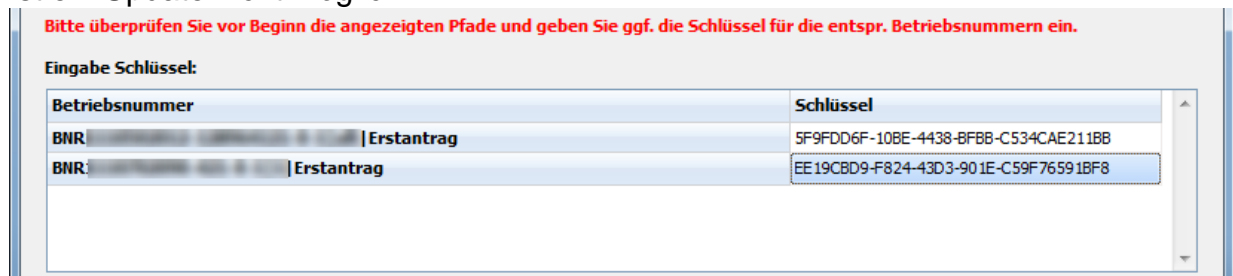 Bitte überprüfen Sie vor Beginn die angezeigten Pfade und geben Sie ggf. die Schlüssel für die entspr. Betriebsnummern ein.
Eingabe Schlüssel:
Betriebsnummer Schlüssel
BNR |Erstantrag 5F9FDD6F-10BE-4438-BFBB-C534CAE211BB
BNR: |Erstantrag EE19CBD9-F824-43D3-901E-C59F76591BF8